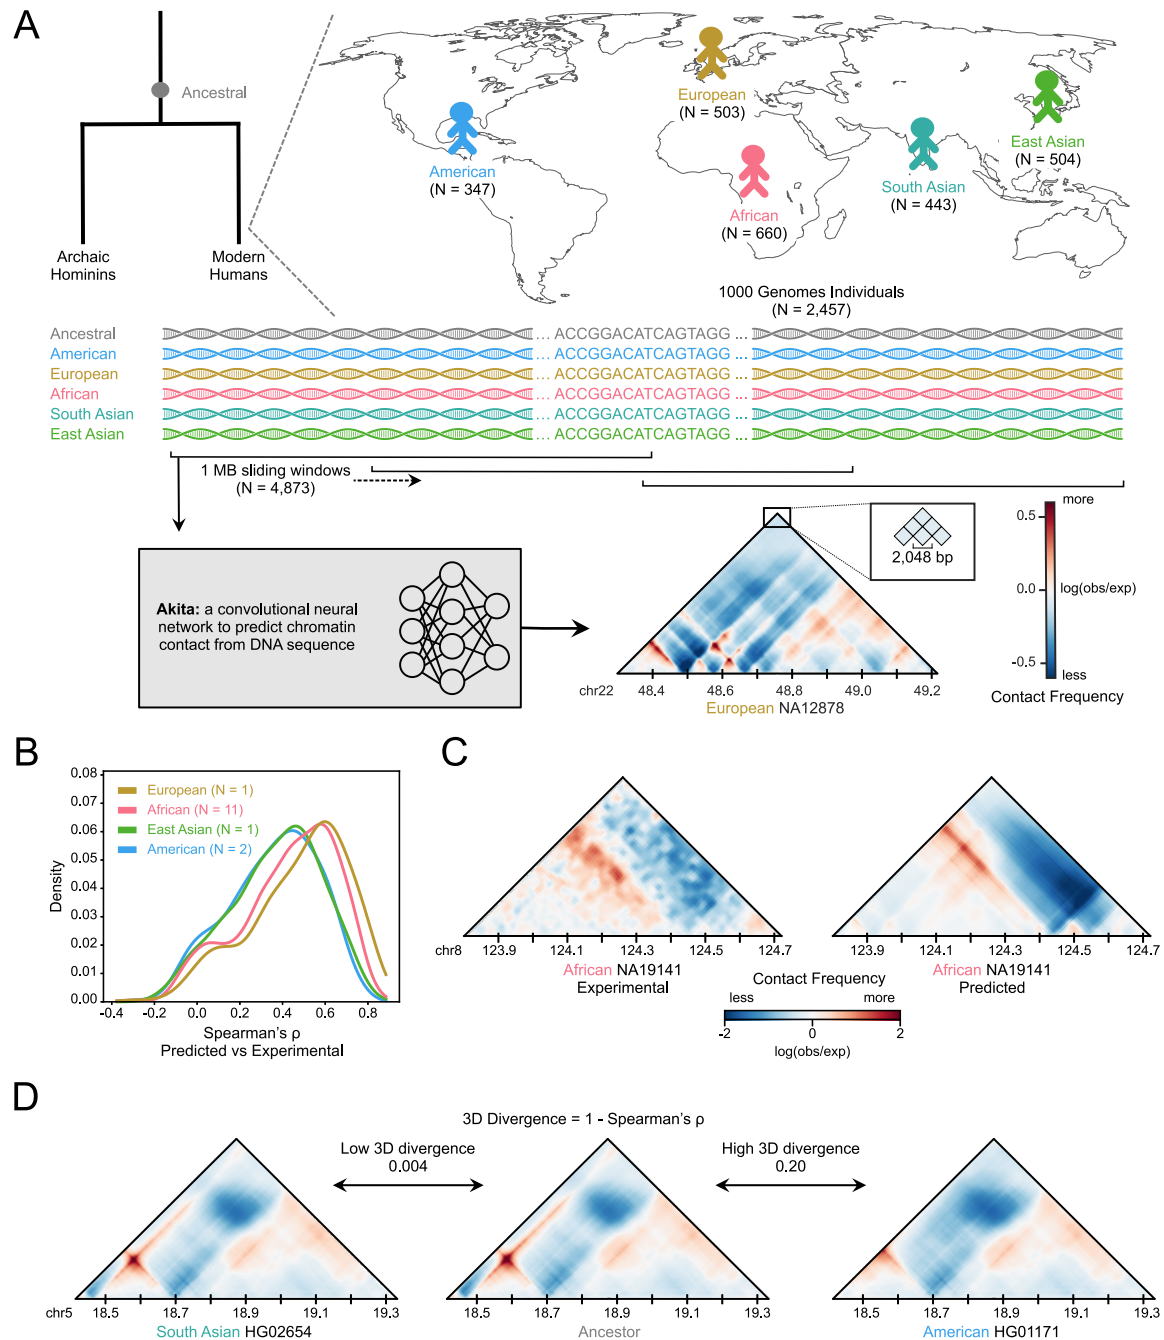 A
Ancestral
Archaic
Hominins
Modern
Humans
European
(N = 503)
American
(N = 347)
African
(N = 660)
South Asian
(N = 443)
East Asian
(N = 504)
1000 Genomes Individuals
(N = 2,457)
Ancestral ... ACCGGACATCAGTAGG ...
American ... ACCGGACATCAGTAGG ...
European ... ACCGGACATCAGTAGG ...
African ... ACCGGACATCAGTAGG ...
South Asian ... ACCGGACATCAGTAGG ...
East Asian ... ACCGGACATCAGTAGG ...
1 MB sliding windows
(N = 4,873)
Akita: a convolutional neural
network to predict chromatin
contact from DNA sequence
2,048 bp
chr22 48.4 48.6 48.8 49.0 49.2
European NA12878
more
0.5
0.0
log(obs/exp)
-0.5
less
Contact Frequency
B
0.08
0.07
0.06
0.05
0.04
0.03
0.02
0.01
0.00
Density
European (N = 1)
African (N = 11)
East Asian (N = 1)
American (N = 2)
-0.4 -0.2 0.0 0.2 0.4 0.6 0.8
Spearman's ρ
Predicted vs Experimental
C
chr8 123.9 124.1 124.3 124.5 124.7
African NA19141
Experimental
123.9 124.1 124.3 124.5 124.7
African NA19141
Predicted
Contact Frequency
less more
-2 0 2
log(obs/exp)
D
3D Divergence = 1 - Spearman's ρ
Low 3D divergence
0.004
High 3D divergence
0.20
chr5 18.5 18.7 18.9 19.1 19.3
South Asian HG02654
18.5 18.7 18.9 19.1 19.3
Ancestor
18.5 18.7 18.9 19.1 19.3
American HG01171